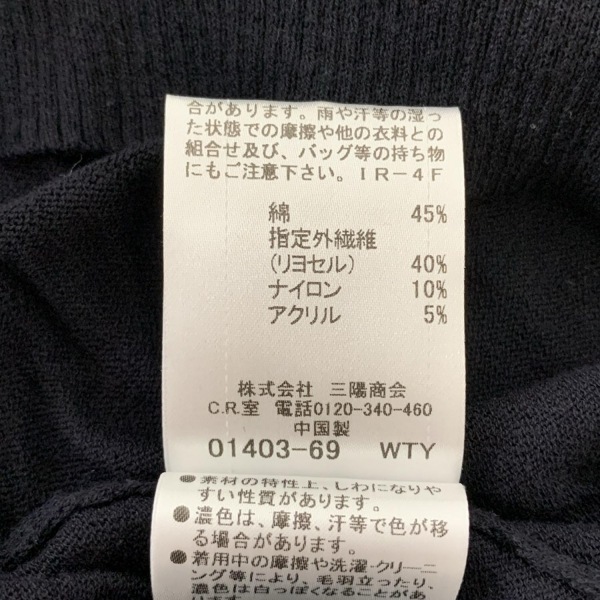 合があります。雨や汗等の湿っ
た状態での摩擦や他の衣料との
組合せ及び、バッグ等の持ち物
にもご注意下さい。IR-4F
綿 45%
指定外繊維
(リヨセル) 40%
ナイロン 10%
アクリル 5%
株式会社 三陽商会
C.R.室 電話0120-340-460
中国製
01403-69 WTY
●素材の特性上、しわになりや
すい性質があります。
●濃色は、摩擦、汗等で色が移
る場合があります。
●着用中の摩擦や洗濯・クリーニ
ング等により、毛羽立ったり、
濃色は白っぽくなることがあ
ります。